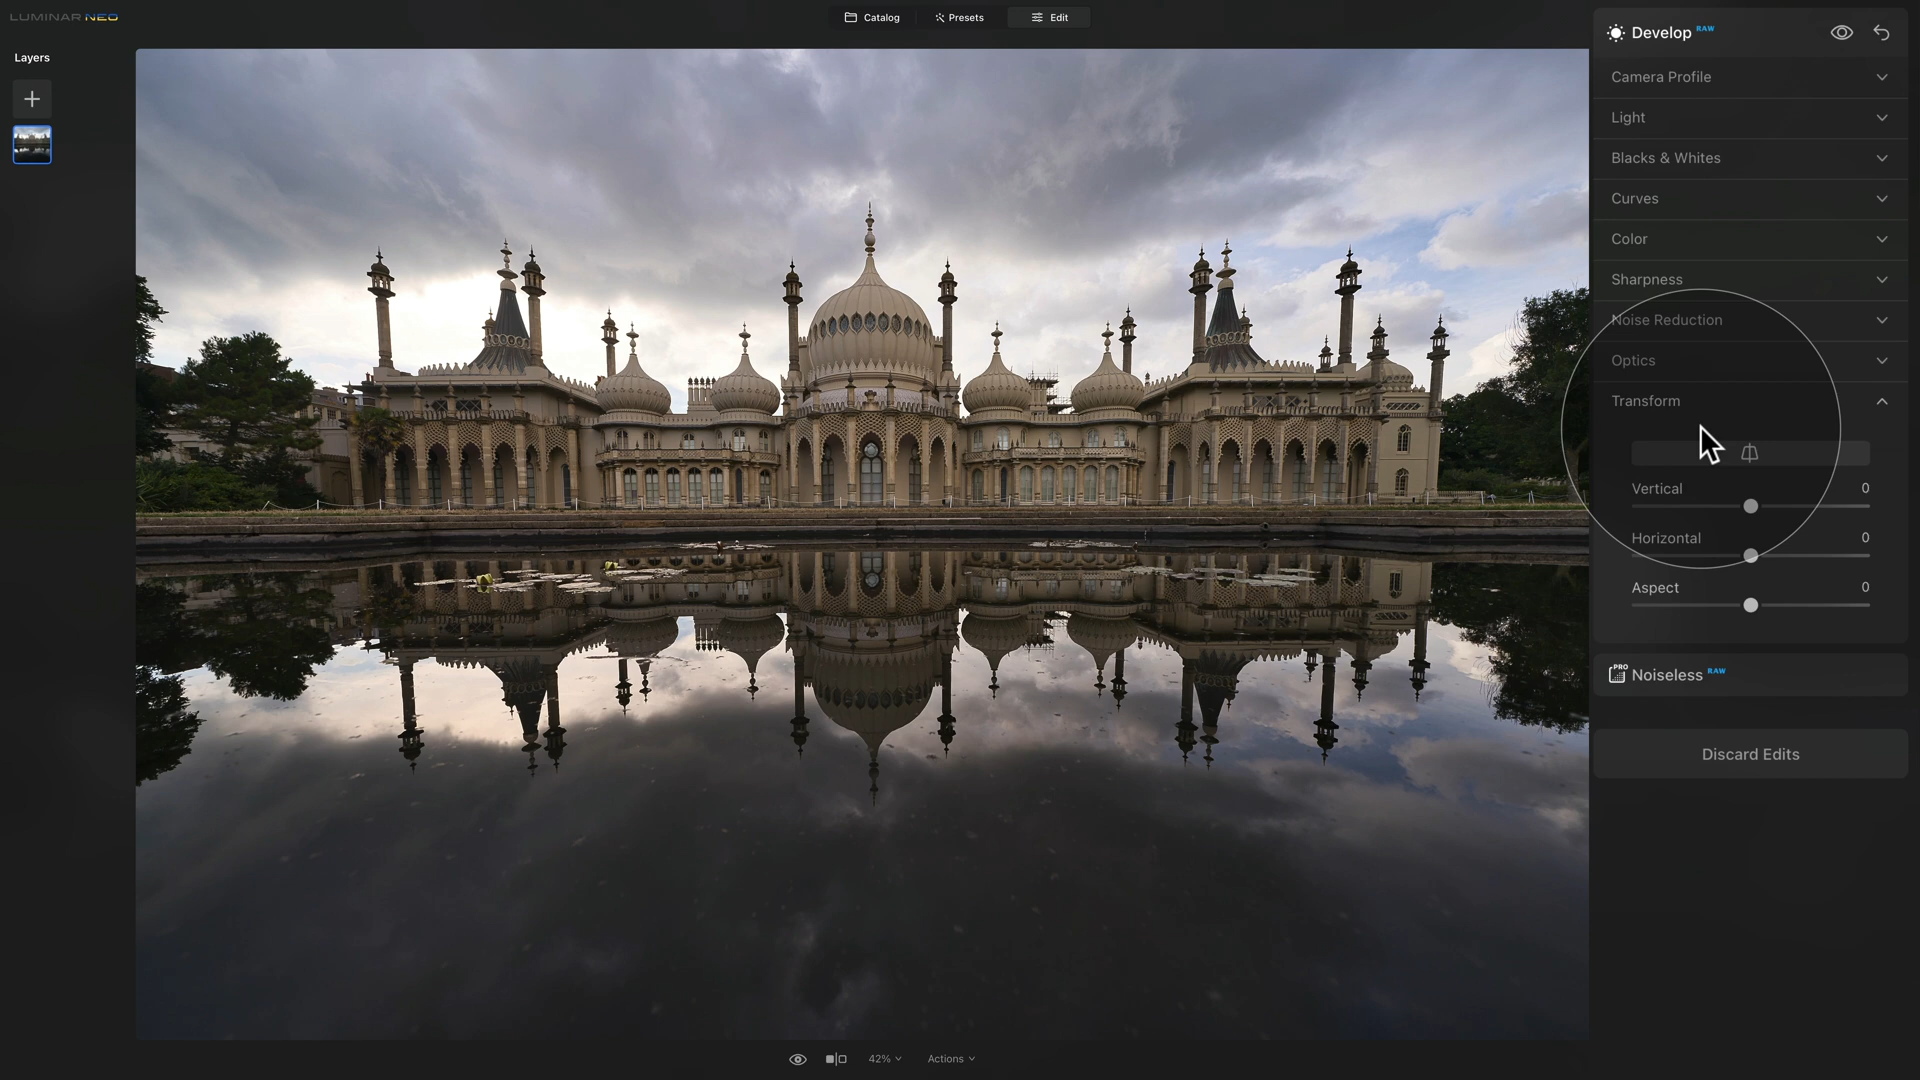 LUMINAR NEO
Catalog
Presets
Edit
Layers
Develop RAW
Camera Profile
Light
Blacks & Whites
Curves
Color
Sharpness
Noise Reduction
Optics
Transform
Vertical 0
Horizontal 0
Aspect 0
PRO
Noiseless RAW
Discard Edits
42%
Actions